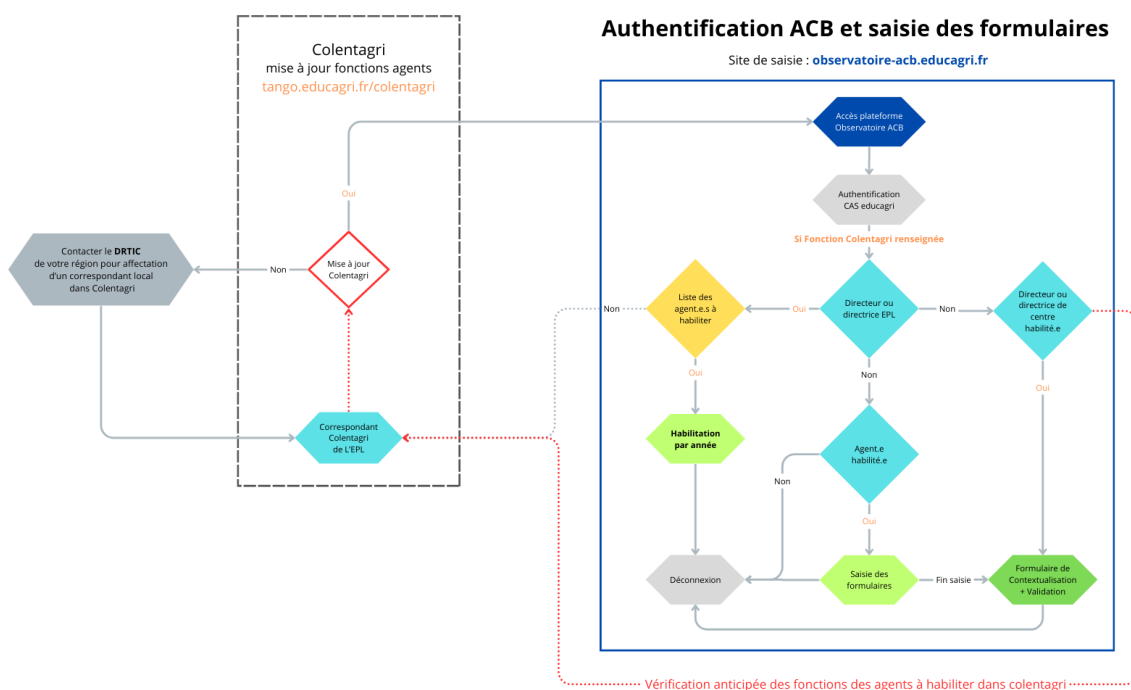 Authentification ACB et saisie des formulaires
Site de saisie : observatoire-acb.educagri.fr
Colentagri
mise à jour fonctions agents
tango.educagri.fr/colentagri
Accès plateforme
Observatoire ACB
Authentification
CAS educagri
Si Fonction Colentagri renseignée
Oui
Contacter le DRTIC
de votre région pour affectation
d'un correspondant local
dans Colentagri
Non
Mise à jour
Colentagri
Non
Liste des
agent.e.s à
habiliter
Oui
Directeur ou
directrice EPL
Non
Directeur ou
directrice de
centre
habilité.e
Oui
Non
Oui
Correspondant
Colentagri
de L'EPL
Habilitation
par année
Agent.e
habilité.e
Non
Oui
Déconnexion
Saisie des
formulaires
Fin saisie
Formulaire de
Contextualisation
+ Validation
Vérification anticipée des fonctions des agents à habiliter dans colentagri